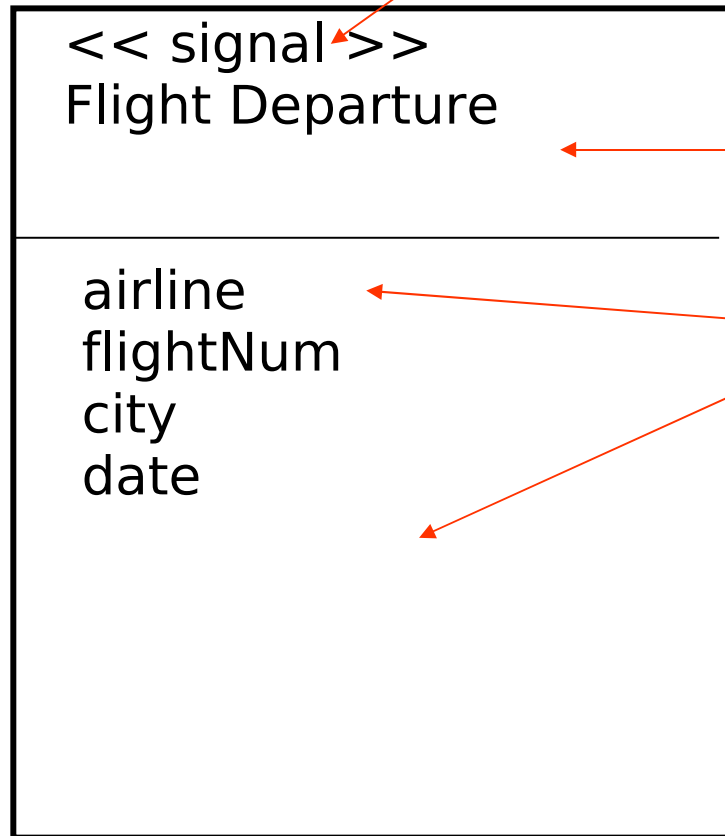 << signal >>
Flight Departure
airline
flightNum
city
date